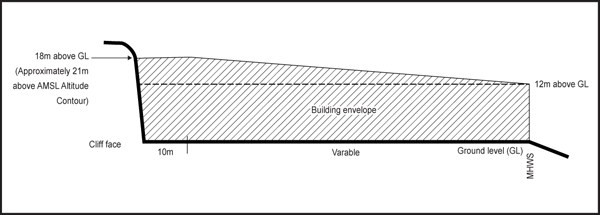 18m above GL
(Approximately 21m
above AMSL Altitude
Contour)
12m above GL
Building envelope
Cliff face
10m
Varable
Ground level (GL)
MHWS